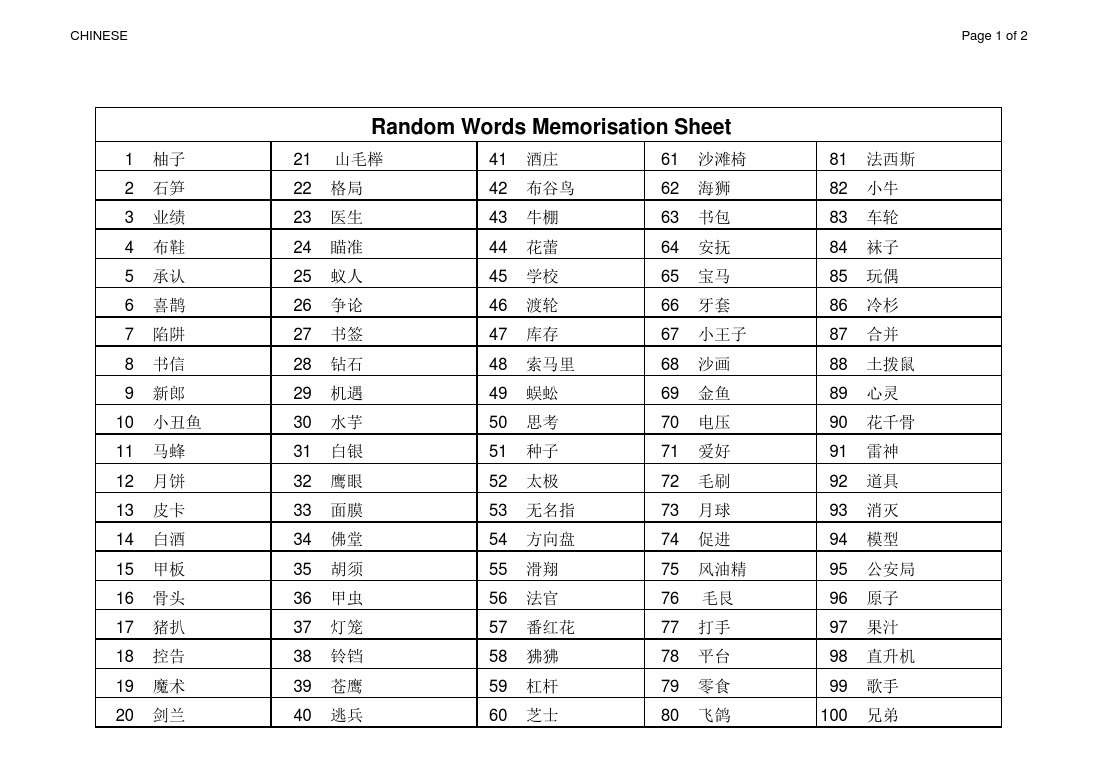 CHINESE Page 1 of 2
Random Words Memorisation Sheet
1 柚子 21 山毛榉 41 酒庄 61 沙滩椅 81 法西斯
2 石笋 22 格局 42 布谷鸟 62 海狮 82 小牛
3 业绩 23 医生 43 牛棚 63 书包 83 车轮
4 布鞋 24 瞄准 44 花蕾 64 安抚 84 袜子
5 承认 25 蚁人 45 学校 65 宝马 85 玩偶
6 喜鹊 26 争论 46 渡轮 66 牙套 86 冷杉
7 陷阱 27 书签 47 库存 67 小王子 87 合并
8 书信 28 钻石 48 索马里 68 沙画 88 土拨鼠
9 新郎 29 机遇 49 蜈蚣 69 金鱼 89 心灵
10 小丑鱼 30 水芋 50 思考 70 电压 90 花千骨
11 马蜂 31 白银 51 种子 71 爱好 91 雷神
12 月饼 32 鹰眼 52 太极 72 毛刷 92 道具
13 皮卡 33 面膜 53 无名指 73 月球 93 消灭
14 白酒 34 佛堂 54 方向盘 74 促进 94 模型
15 甲板 35 胡须 55 滑翔 75 风油精 95 公安局
16 骨头 36 甲虫 56 法官 76 毛艮 96 原子
17 猪扒 37 灯笼 57 番红花 77 打手 97 果汁
18 控告 38 铃铛 58 狒狒 78 平台 98 直升机
19 魔术 39 苍鹰 59 杠杆 79 零食 99 歌手
20 剑兰 40 逃兵 60 芝士 80 飞鸽 100 兄弟